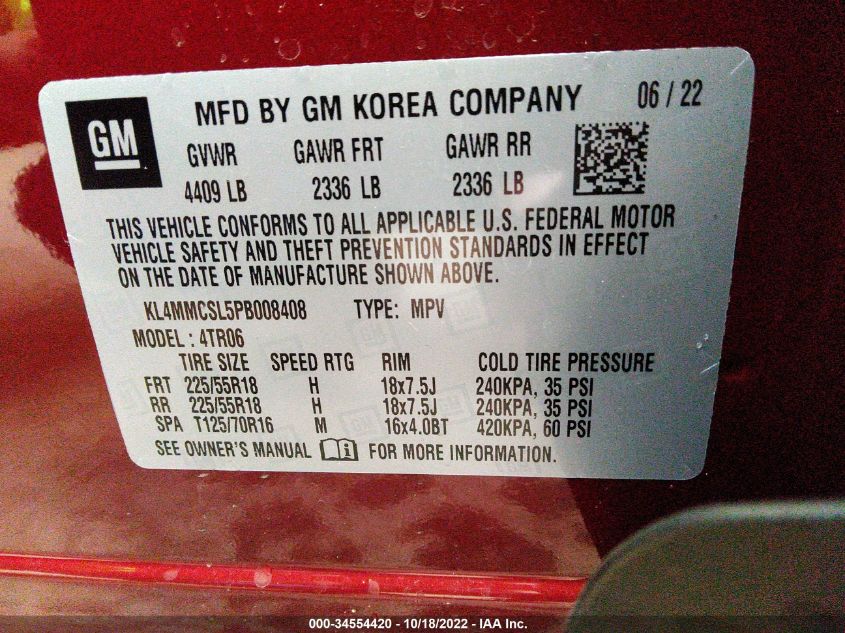 GM
MFD BY GM KOREA COMPANY 06 / 22
GVWR GAWR FRT GAWR RR
4409 LB 2336 LB 2336 LB
THIS VEHICLE CONFORMS TO ALL APPLICABLE U.S. FEDERAL MOTOR
VEHICLE SAFETY AND THEFT PREVENTION STANDARDS IN EFFECT
ON THE DATE OF MANUFACTURE SHOWN ABOVE.
KL4MMCSL5PB008408 TYPE: MPV
MODEL : 4TR06
TIRE SIZE SPEED RTG RIM COLD TIRE PRESSURE
FRT 225/55R18 H 18x7.5J 240KPA, 35 PSI
RR 225/55R18 H 18x7.5J 240KPA, 35 PSI
SPA T125/70R16 M 16x4.0BT 420KPA, 60 PSI
SEE OWNER'S MANUAL FOR MORE INFORMATION.
000-34554420 - 10/18/2022 - IAA Inc.